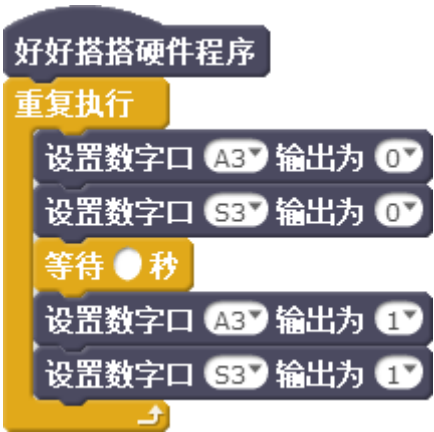 好好搭搭硬件程序
重复执行
设置数字口 A3 输出为 0
设置数字口 S3 输出为 0
等待 秒
设置数字口 A3 输出为 1
设置数字口 S3 输出为 1